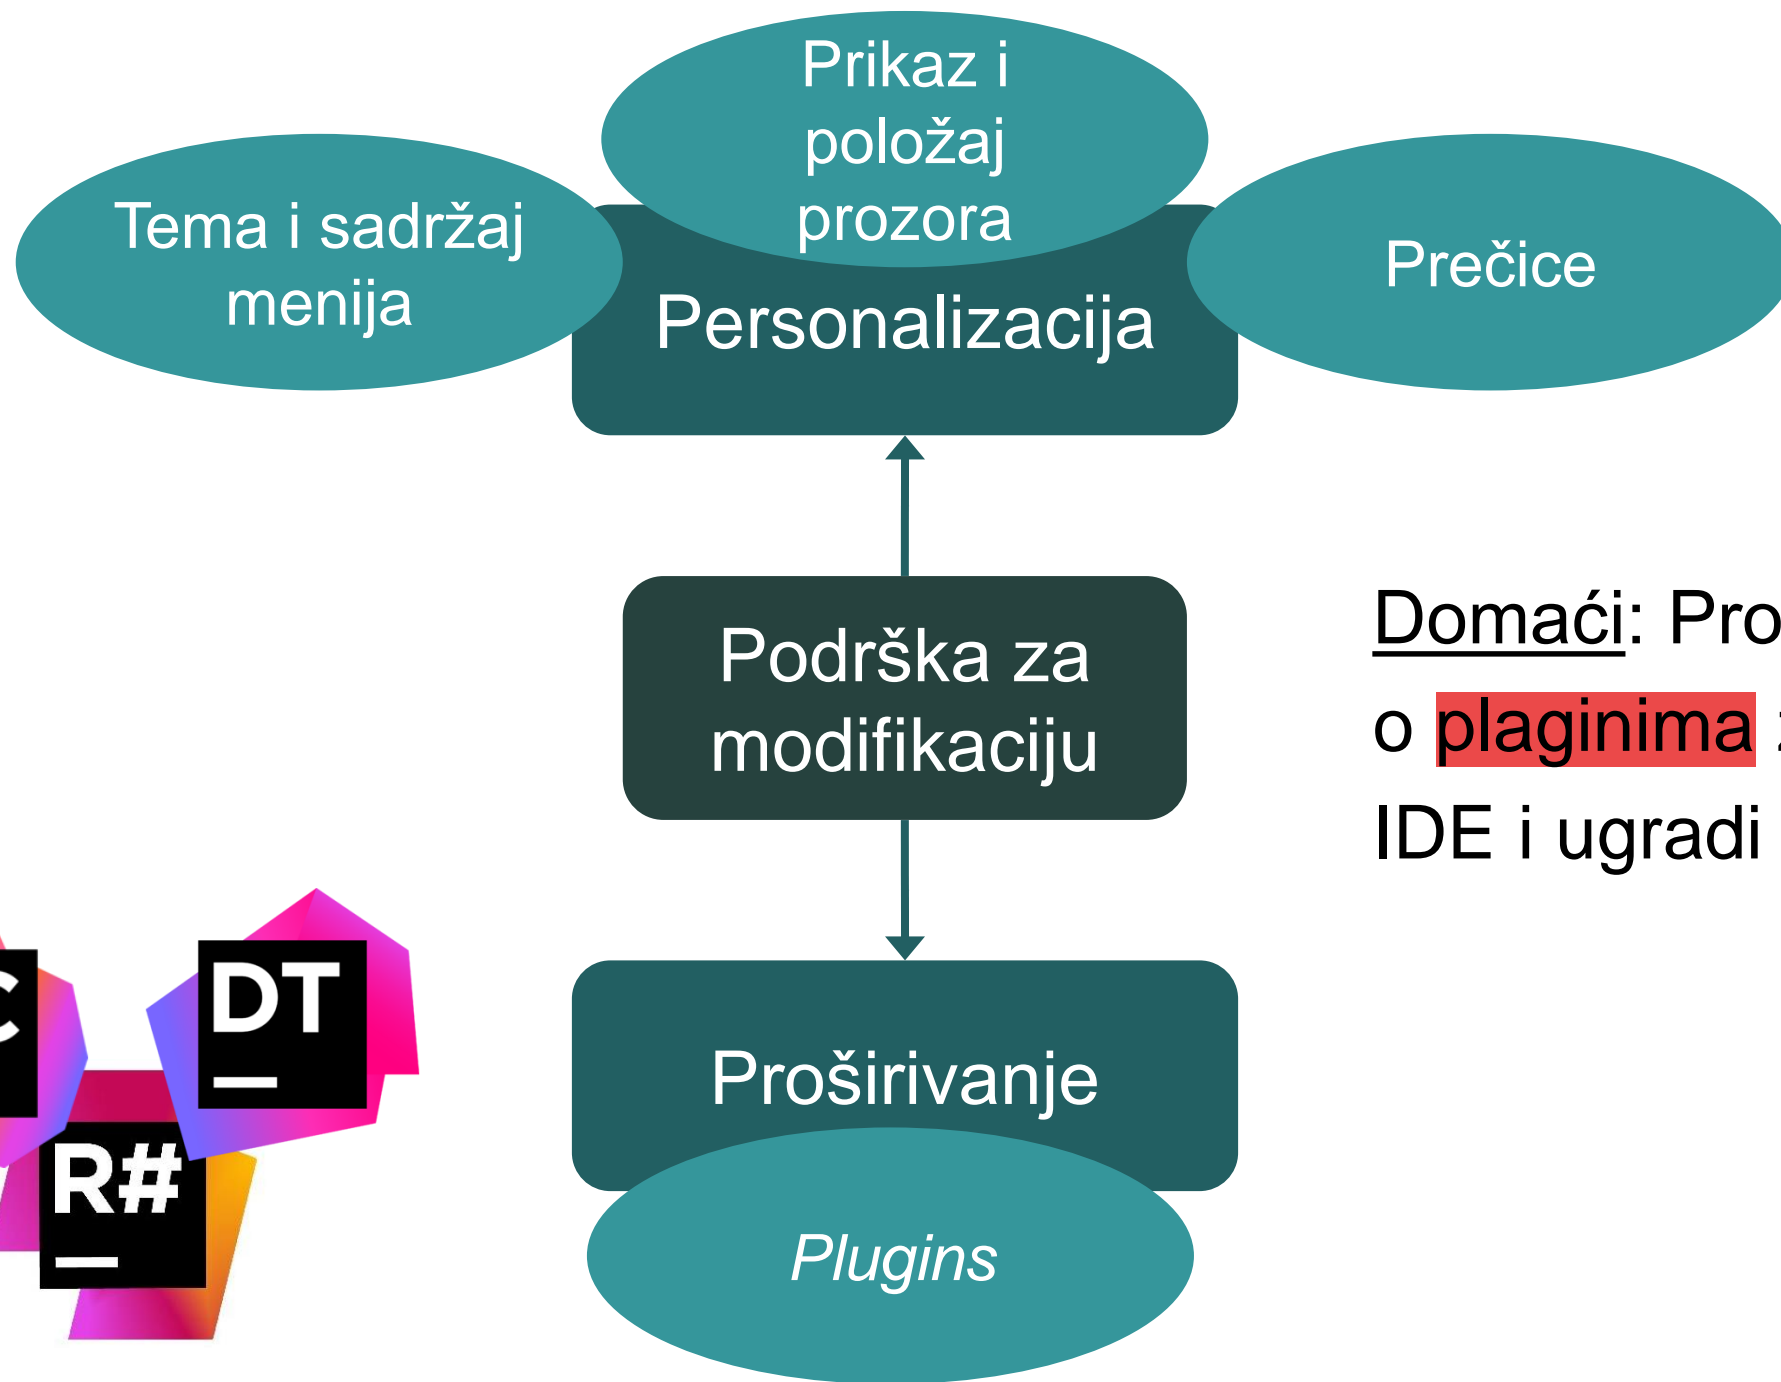 Prikaz i
položaj
prozora
Tema i sadržaj
menija
Prečice
Personalizacija
Podrška za
modifikaciju
Domaći: Pro
o plaginima
IDE i ugradi
Proširivanje
Plugins
DT
C
R#